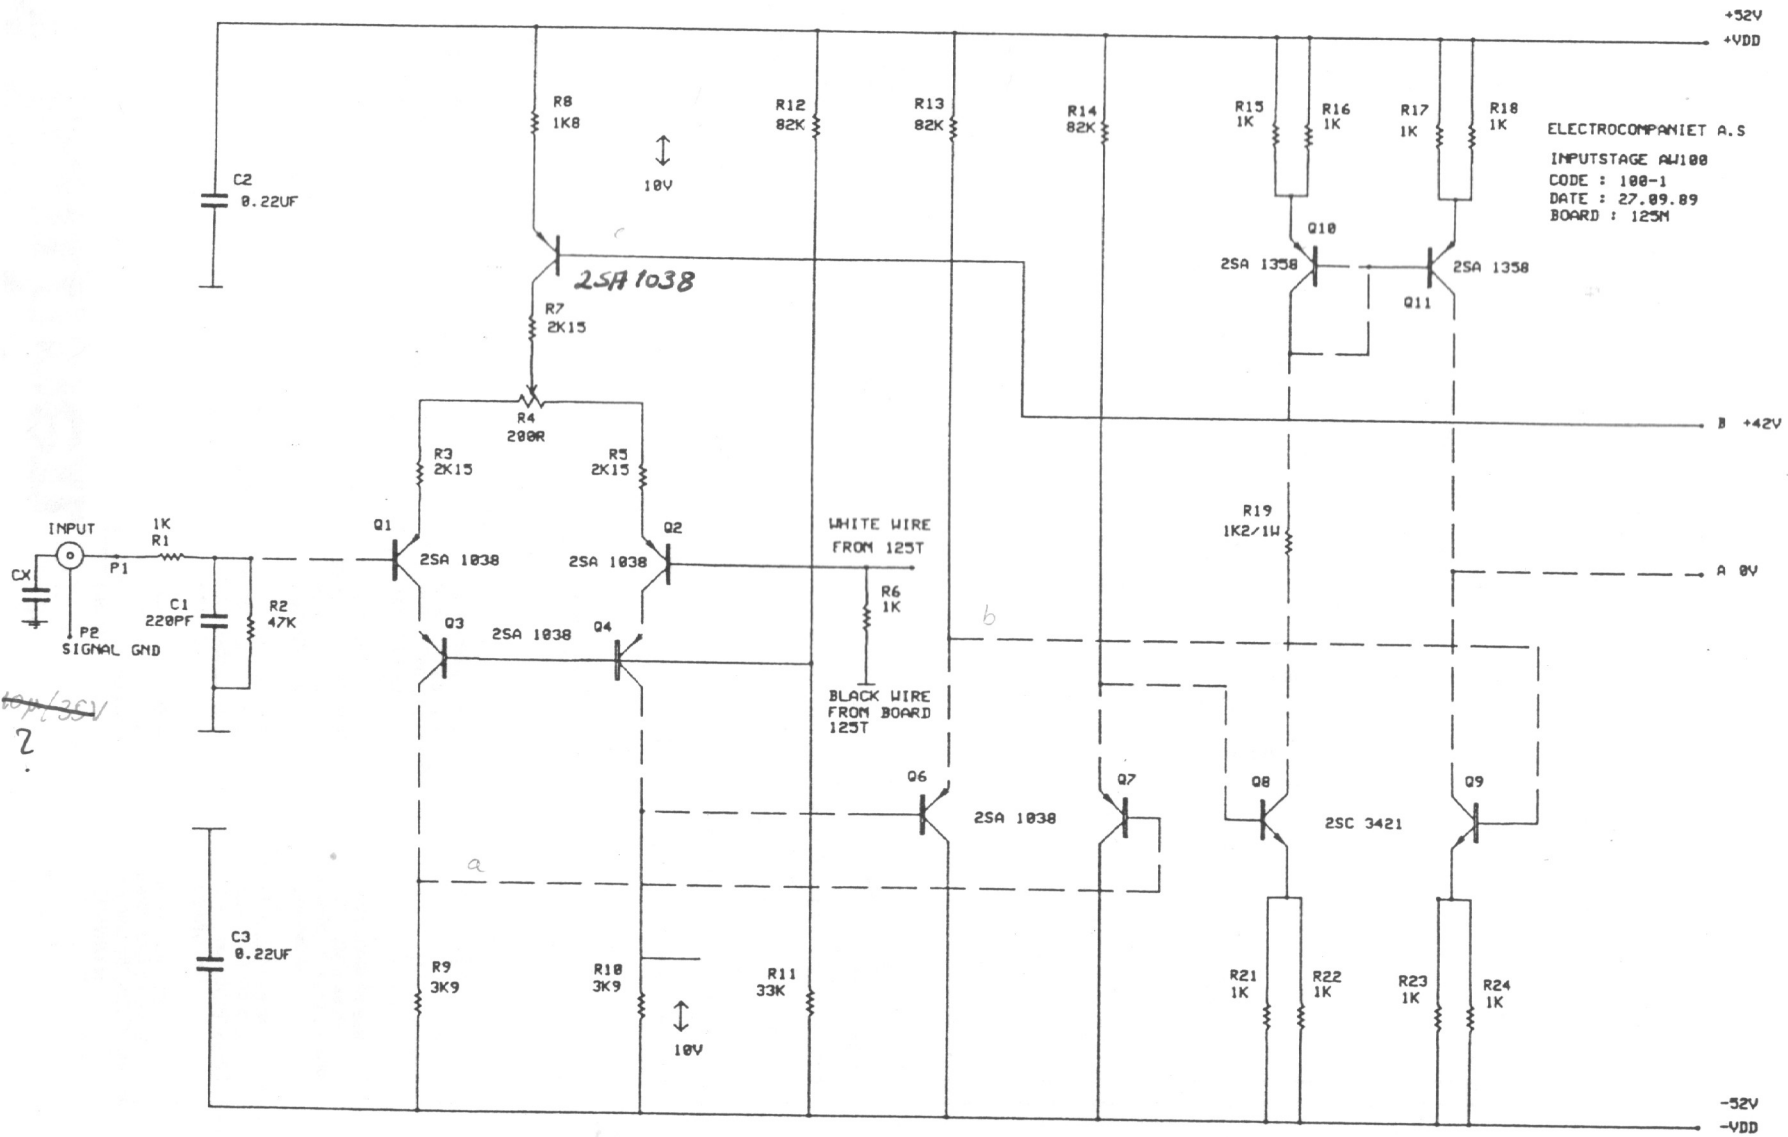 +52V
+VDD
R8
1K8
R12
82K
R13
82K
R14
82K
R15
1K
R16
1K
R17
1K
R18
1K
ELECTROCOMPANIET A.S
INPUTSTAGE AW100
CODE : 100-1
DATE : 27.09.89
BOARD : 125M
10V
C2
0.22UF
c
Q10
2SA 1358
2SA 1358
Q11
2SA 1038
R7
2K15
R4
200R
B +42V
R3
2K15
R5
2K15
R19
1K2/1W
INPUT
1K
R1
P1
Q1
2SA 1038
Q2
2SA 1038
WHITE WIRE
FROM 125T
A 0V
CX
C1
220PF
R2
47K
R6
1K
P2
SIGNAL GND
Q3
2SA 1038
Q4
b
BLACK WIRE
FROM BOARD
125T
10µ/35V
?
Q6
2SA 1038
Q7
Q8
2SC 3421
Q9
a
C3
0.22UF
R9
3K9
R10
3K9
R11
33K
R21
1K
R22
1K
R23
1K
R24
1K
10V
-52V
-VDD